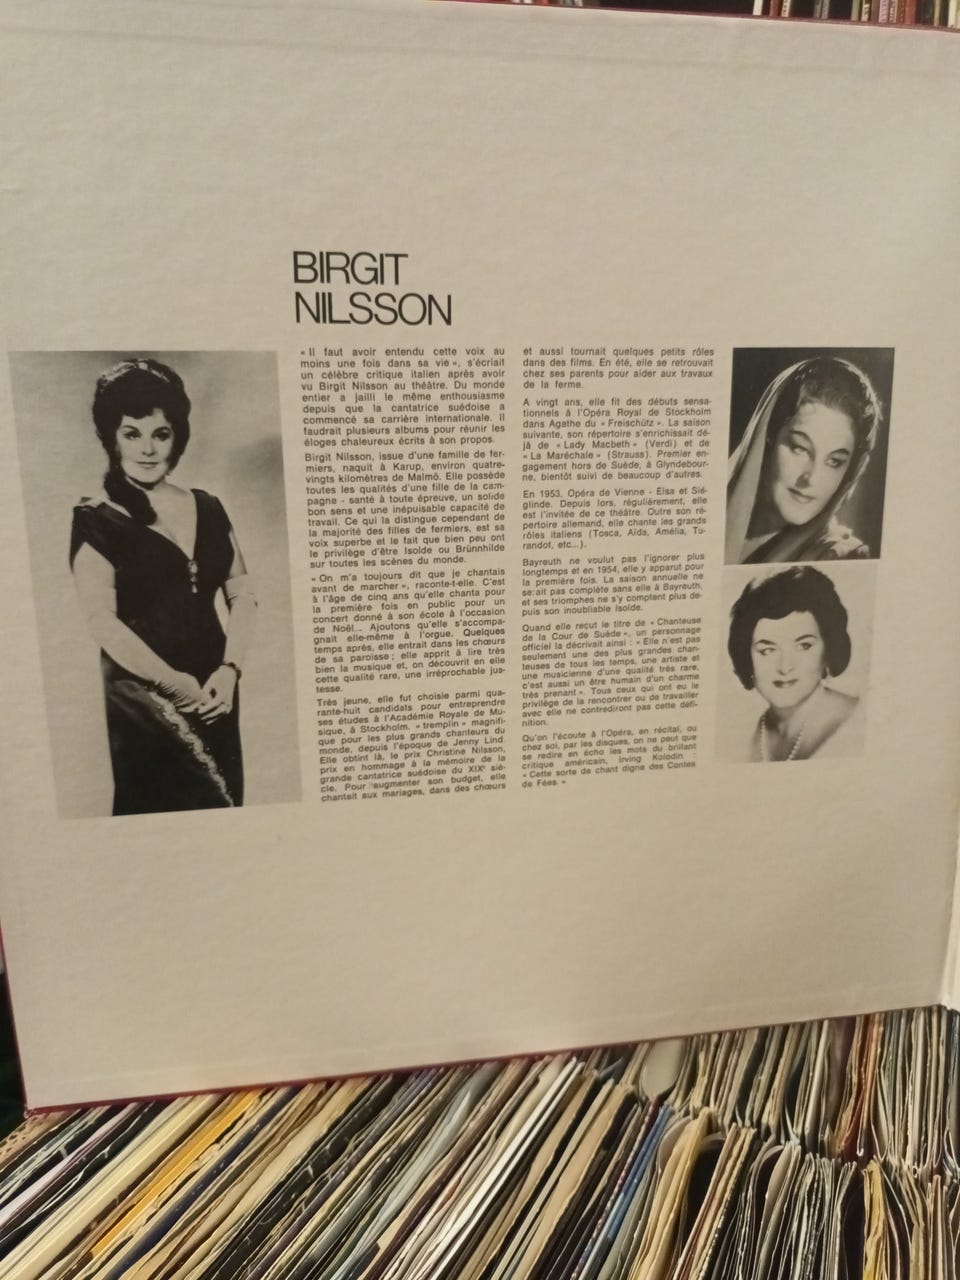 BIRGIT
NILSSON
« Il faut avoir entendu cette voix au
moins une fois dans sa vie », s'écriait
un célèbre critique italien après avoir
vu Birgit Nilsson au théâtre. Du monde
entier a jailli le même enthousiasme
depuis que la cantatrice suédoise a
commencé sa carrière internationale. Il
faudrait plusieurs albums pour réunir les
éloges chaleureux écrits à son propos.
Birgit Nilsson, issue d'une famille de fer-
miers, naquit à Karup, environ quatre-
vingts kilomètres de Malmö. Elle possède
toutes les qualités d'une fille de la cam-
pagne - santé à toute épreuve, un solide
bon sens et une inépuisable capacité de
travail. Ce qui la distingue cependant de
la majorité des filles de fermiers, est sa
voix superbe et le fait que bien peu ont
le privilège d'être Isolde ou Brünnhilde
sur toutes les scènes du monde.
« On m'a toujours dit que je chantais
avant de marcher », raconte-t-elle. C'est
à l'âge de cinq ans qu'elle chanta pour
la première fois en public pour un
concert donné à son école à l'occasion
de Noël... Ajoutons qu'elle s'accompa-
gnait elle-même à l'orgue. Quelques
temps après, elle entrait dans les chœurs
de sa paroisse ; elle apprit à lire très
bien la musique et, on découvrit en elle
cette qualité rare, une irréprochable jus-
tesse.
Très jeune, elle fut choisie parmi qua-
rante-huit candidats pour entreprendre
ses études à l'Académie Royale de Mu-
sique, à Stockholm. « tremplin » magnifi-
que pour les plus grands chanteurs du
monde, depuis l'époque de Jenny Lind.
Elle obtint là, le prix Christine Nilsson,
prix en hommage à la mémoire de la
grande cantatrice suédoise du XIXe siè-
cle. Pour augmenter son budget, elle
chantait aux mariages, dans des chœurs
et aussi tournait quelques petits rôles
dans des films. En été, elle se retrouvait
chez ses parents pour aider aux travaux
de la ferme.
A vingt ans, elle fit des débuts sensa-
tionnels à l'Opéra Royal de Stockholm
dans Agathe du « Freischütz ». La saison
suivante, son répertoire s'enrichissait dé-
jà de « Lady Macbeth » (Verdi) et de
« La Maréchale » (Strauss). Premier en-
gagement hors de Suède, à Glyndebour-
ne, bientôt suivi de beaucoup d'autres.
En 1953, Opéra de Vienne - Elsa et Sié-
glinde. Depuis lors, régulièrement, elle
est l'invitée de ce théâtre. Outre son ré-
pertoire allemand, elle chante les grands
rôles italiens (Tosca, Aïda, Amélia, Tu-
randot, etc...).
Bayreuth ne voulut pas l'ignorer plus
longtemps et en 1954, elle y apparut pour
la première fois. La saison annuelle ne
serait pas complète sans elle à Bayreuth,
et ses triomphes ne s'y comptent plus de-
puis son inoubliable Isolde.
Quand elle reçut le titre de « Chanteuse
de la Cour de Suède », un personnage
officiel la décrivait ainsi : « Elle n'est pas
seulement une des plus grandes chan-
teuses de tous les temps, une artiste et
une musicienne d'une qualité très rare,
c'est aussi un être humain d'un charme
très prenant ». Tous ceux qui ont eu le
privilège de la rencontrer ou de travailler
avec elle ne contrediront pas cette défi-
nition.
Qu'on l'écoute à l'Opéra, en récital, ou
chez soi, par les disques, on ne peut que
se redire en écho les mots du brillant
critique américain, Irving Kolodin :
« Cette sorte de chant digne des Contes
de Fées. »